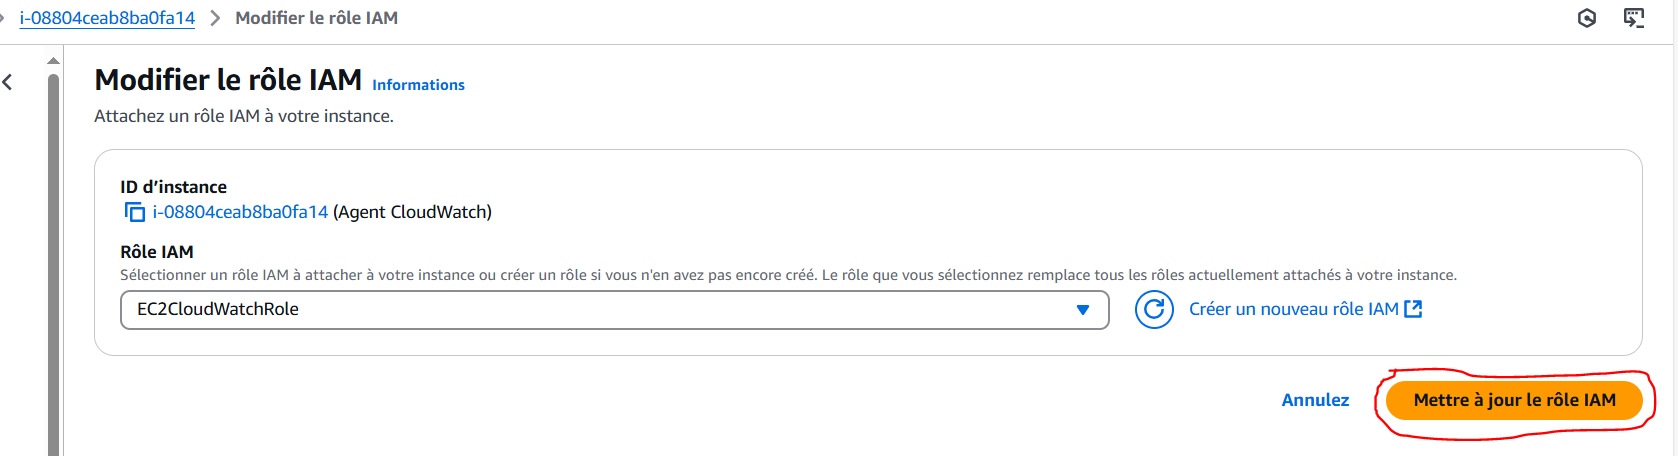 i-08804ceab8ba0fa14 > Modifier le rôle IAM
Modifier le rôle IAM Informations
Attachez un rôle IAM à votre instance.
ID d’instance
i-08804ceab8ba0fa14 (Agent CloudWatch)
Rôle IAM
Sélectionner un rôle IAM à attacher à votre instance ou créer un rôle si vous n'en avez pas encore créé. Le rôle que vous sélectionnez remplace tous les rôles actuellement attachés à votre instance.
EC2CloudWatchRole
Créer un nouveau rôle IAM
Annulez
Mettre à jour le rôle IAM